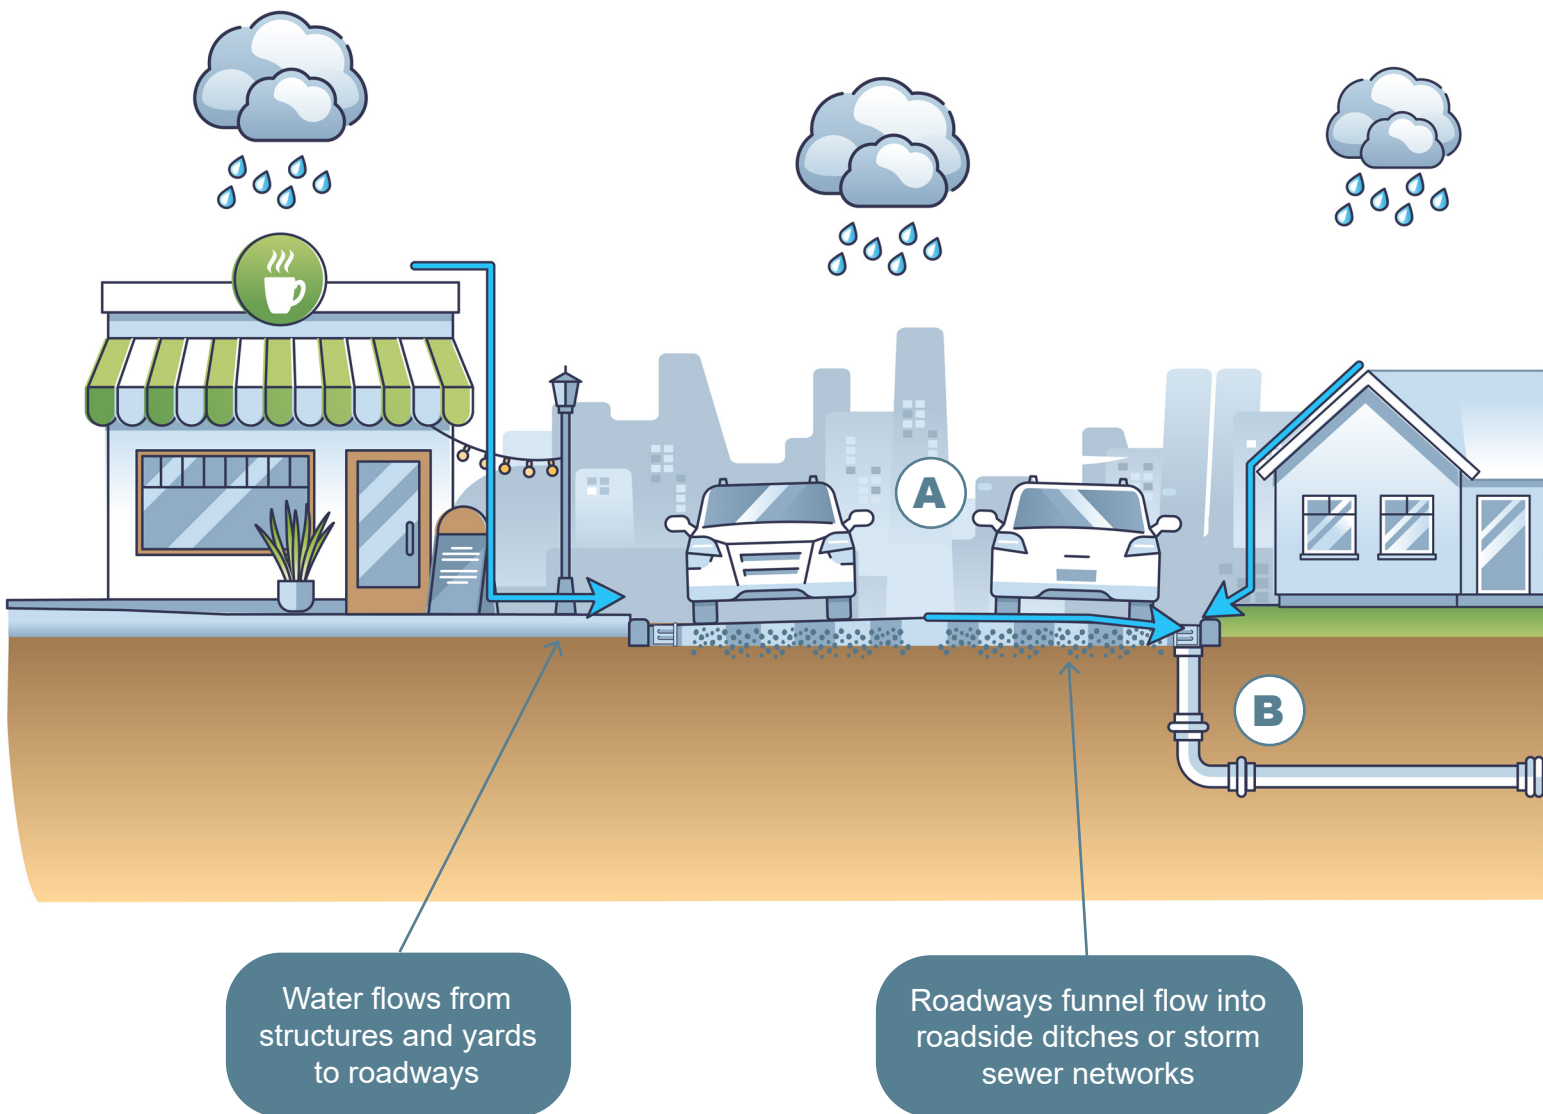 A
B
Water flows from
structures and yards
to roadways
Roadways funnel flow into
roadside ditches or storm
sewer networks